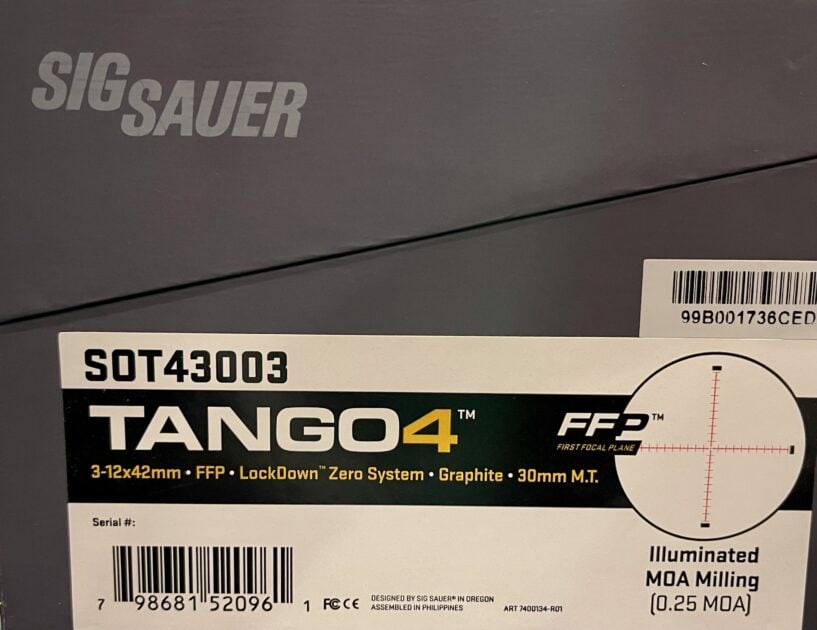 SIG SAUER
99B001736CED
SOT43003
TANGO4™
FFP™
FIRST FOCAL PLANE
3-12x42mm • FFP • LockDown™ Zero System • Graphite • 30mm M.T.
Serial #:
Illuminated
MOA Milling
(0.25 MOA)
7 98681 52096 1
FC CE
DESIGNED BY SIG SAUER® IN OREGON
ASSEMBLED IN PHILIPPINES
ART 7400134-R01